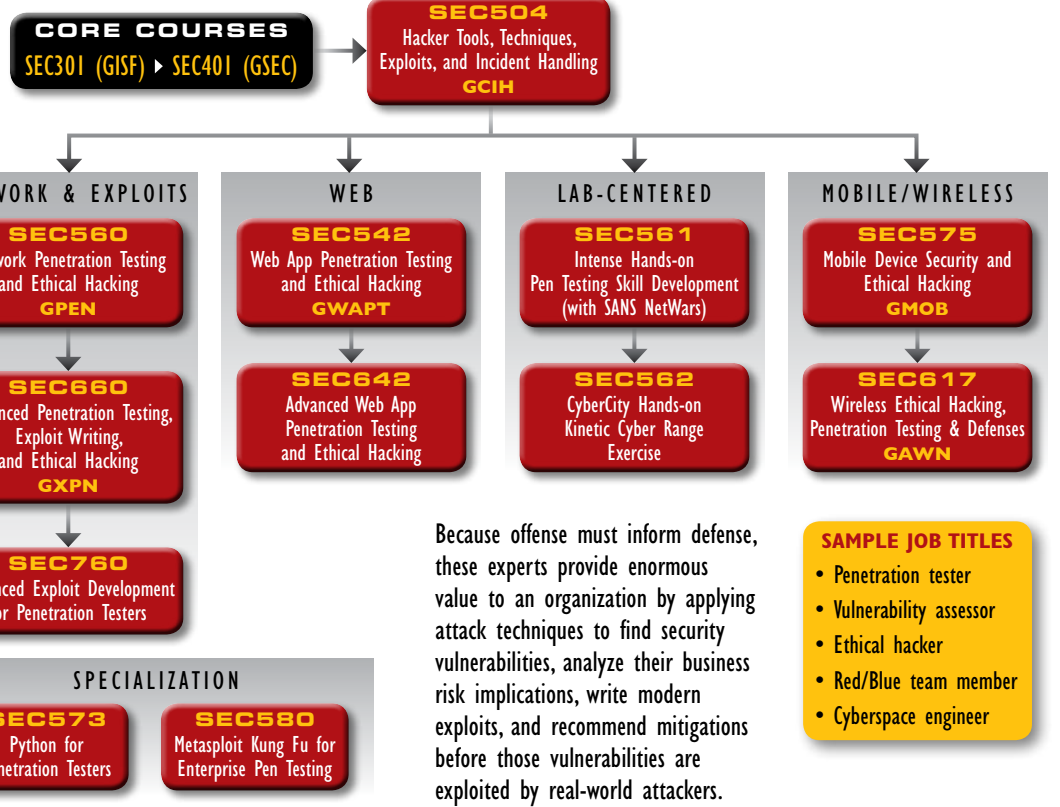 CORE COURSES
SEC301 (GISF) ▸ SEC401 (GSEC)
SEC504
Hacker Tools, Techniques,
Exploits, and Incident Handling
GCIH
WORK & EXPLOITS
SEC560
work Penetration Testing
and Ethical Hacking
GPEN
SEC660
nced Penetration Testing,
Exploit Writing,
and Ethical Hacking
GXPN
SEC760
nced Exploit Development
or Penetration Testers
WEB
SEC542
Web App Penetration Testing
and Ethical Hacking
GWAPT
SEC642
Advanced Web App
Penetration Testing
and Ethical Hacking
LAB-CENTERED
SEC561
Intense Hands-on
Pen Testing Skill Development
(with SANS NetWars)
SEC562
CyberCity Hands-on
Kinetic Cyber Range
Exercise
MOBILE/WIRELESS
SEC575
Mobile Device Security and
Ethical Hacking
GMOB
SEC617
Wireless Ethical Hacking,
Penetration Testing & Defenses
GAWN
SPECIALIZATION
SEC573
Python for
netration Testers
SEC580
Metasploit Kung Fu for
Enterprise Pen Testing
Because offense must inform defense,
these experts provide enormous
value to an organization by applying
attack techniques to find security
vulnerabilities, analyze their business
risk implications, write modern
exploits, and recommend mitigations
before those vulnerabilities are
exploited by real-world attackers.
SAMPLE JOB TITLES
• Penetration tester
• Vulnerability assessor
• Ethical hacker
• Red/Blue team member
• Cyberspace engineer